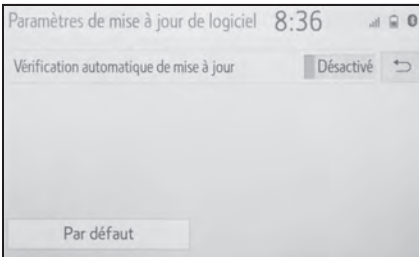 Paramètres de mise à jour de logiciel 8:36
Vérification automatique de mise à jour Désactivé
Par défaut